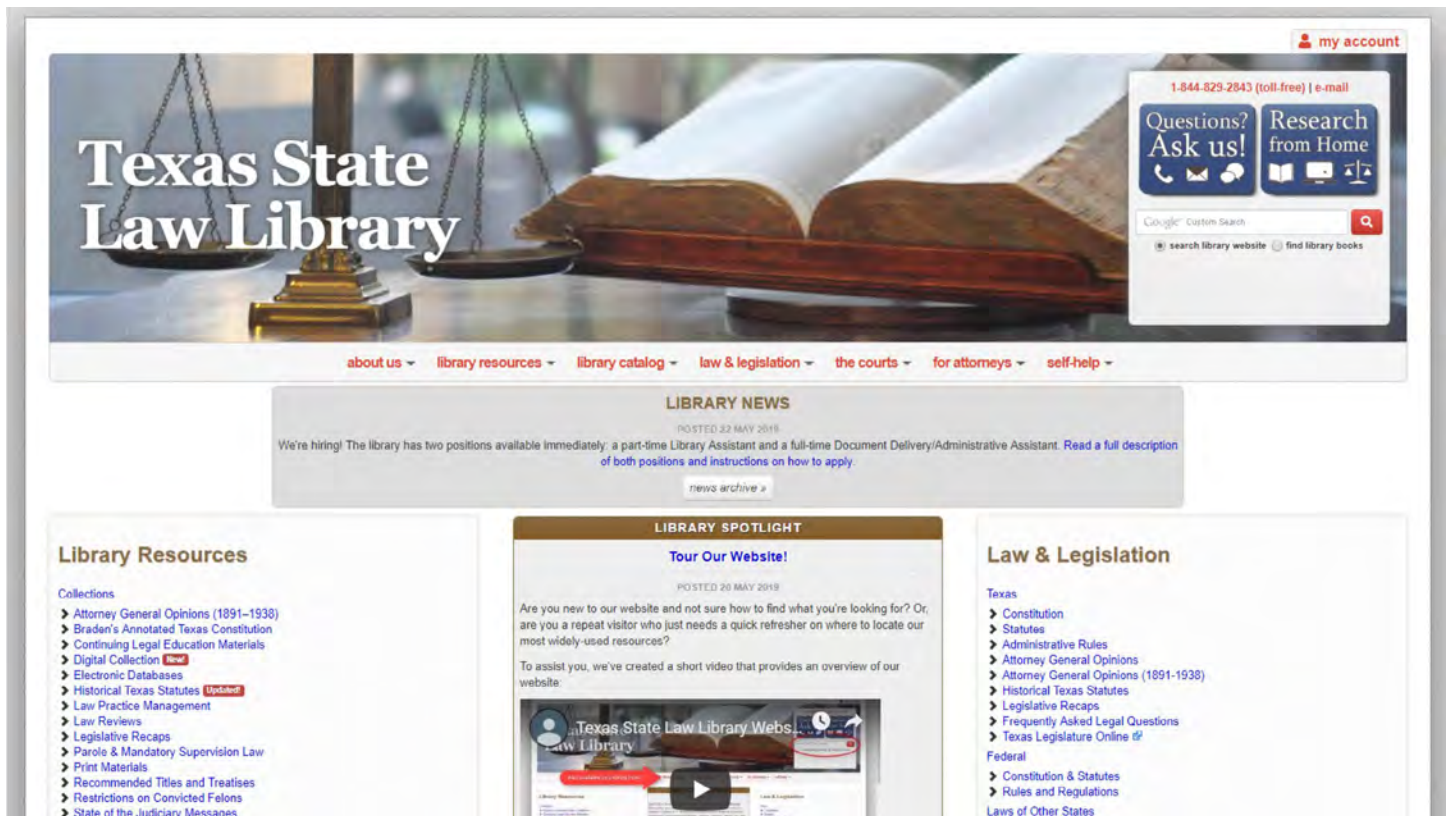 my account
Texas State
Law Library
1-844-829-2843 (toll-free) | e-mail
Questions?
Ask us!
Research
from Home
Google Custom Search
search library website find library books
about us library resources library catalog law & legislation the courts for attorneys self-help
LIBRARY NEWS
POSTED 22 MAY 2019
We're hiring! The library has two positions available immediately: a part-time Library Assistant and a full-time Document Delivery/Administrative Assistant. Read a full description
of both positions and instructions on how to apply.
news archive »
Library Resources
Collections
Attorney General Opinions (1891–1938)
Braden's Annotated Texas Constitution
Continuing Legal Education Materials
Digital Collection New!
Electronic Databases
Historical Texas Statutes Updated!
Law Practice Management
Law Reviews
Legislative Recaps
Parole & Mandatory Supervision Law
Print Materials
Recommended Titles and Treatises
Restrictions on Convicted Felons
State of the Judiciary Messages
LIBRARY SPOTLIGHT
Tour Our Website!
POSTED 20 MAY 2019
Are you new to our website and not sure how to find what you're looking for? Or,
are you a repeat visitor who just needs a quick refresher on where to locate our
most widely-used resources?
To assist you, we've created a short video that provides an overview of our
website:
Texas State Law Library Webs...
Law Library
Library Resources
Law & Legislation
Law & Legislation
Texas
Constitution
Statutes
Administrative Rules
Attorney General Opinions
Attorney General Opinions (1891-1938)
Historical Texas Statutes
Legislative Recaps
Frequently Asked Legal Questions
Texas Legislature Online
Federal
Constitution & Statutes
Rules and Regulations
Laws of Other States